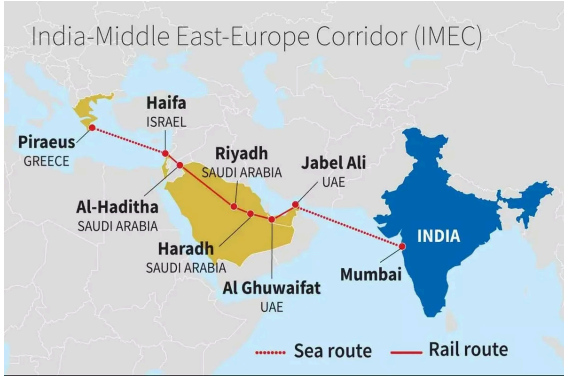 India-Middle East-Europe Corridor (IMEC)
Haifa
ISRAEL
Piraeus
GREECE
Riyadh
SAUDI ARABIA
Jabel Ali
UAE
Al-Haditha
SAUDI ARABIA
Haradh
SAUDI ARABIA
INDIA
Mumbai
Al Ghuwaifat
UAE
Sea route
Rail route